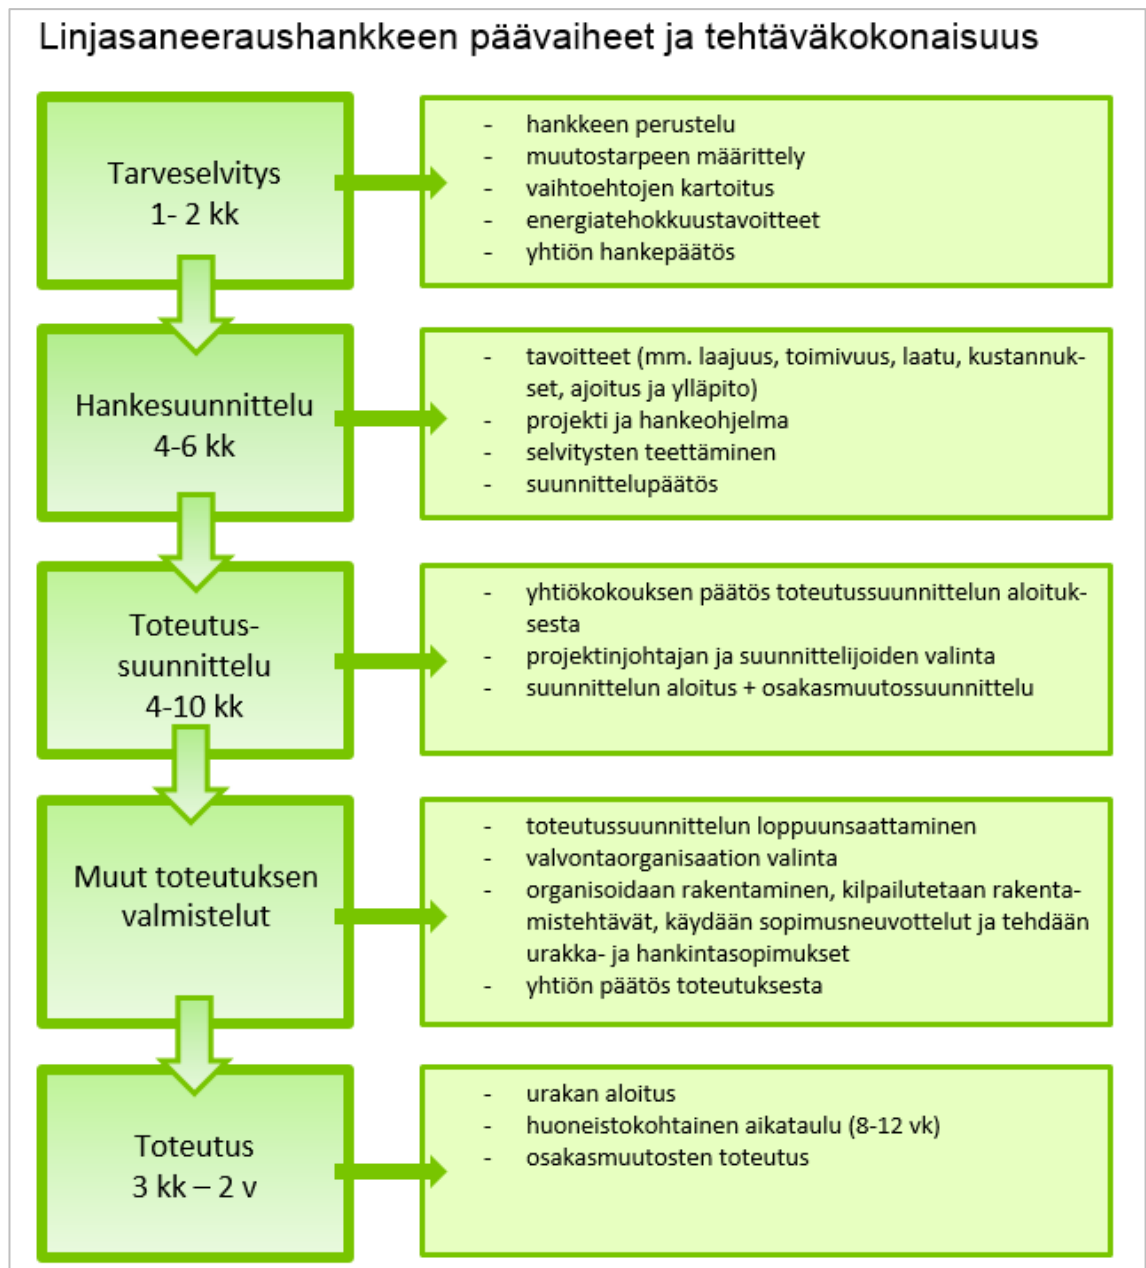 Linjasaneeraushankkeen päävaiheet ja tehtäväkokonaisuus
Tarveselvitys
1- 2 kk
- hankkeen perustelu
- muutostarpeen määrittely
- vaihtoehtojen kartoitus
- energiatehokkuustavoitteet
- yhtiön hankepäätös
Hankesuunnittelu
4-6 kk
- tavoitteet (mm. laajuus, toimivuus, laatu, kustannuk-
set, ajoitus ja ylläpito)
- projekti ja hankeohjelma
- selvitysten teettäminen
- suunnittelupäätös
Toteutus-
suunnittelu
4-10 kk
- yhtiökokouksen päätös toteutussuunnittelun aloituk-
sesta
- projektinjohtajan ja suunnittelijoiden valinta
- suunnittelun aloitus + osakasmuutossuunnittelu
Muut toteutuksen
valmistelut
- toteutussuunnittelun loppuunsaattaminen
- valvontaorganisaation valinta
- organisoidaan rakentaminen, kilpailutetaan rakenta-
mistehtävät, käydään sopimusneuvottelut ja tehdään
urakka- ja hankintasopimukset
- yhtiön päätös toteutuksesta
Toteutus
3 kk – 2 v
- urakan aloitus
- huoneistokohtainen aikataulu (8-12 vk)
- osakasmuutosten toteutus